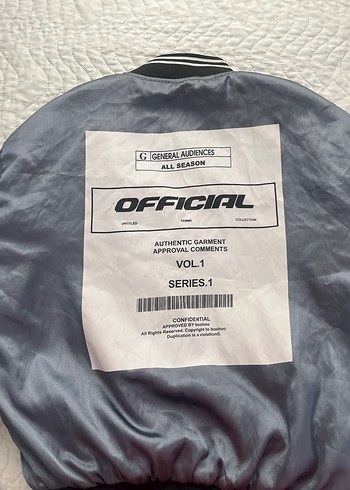 G GENERAL AUDIENCES
ALL SEASON
OFFICIAL
UNTITLED FEMME COLLECTION
AUTHENTIC GARMENT
APPROVAL COMMENTS
VOL.1
SERIES.1
CONFIDENTIAL
APPROVED BY boohoo
All Rights Reserved. Copyright to boohoo
Duplication is a violation©.